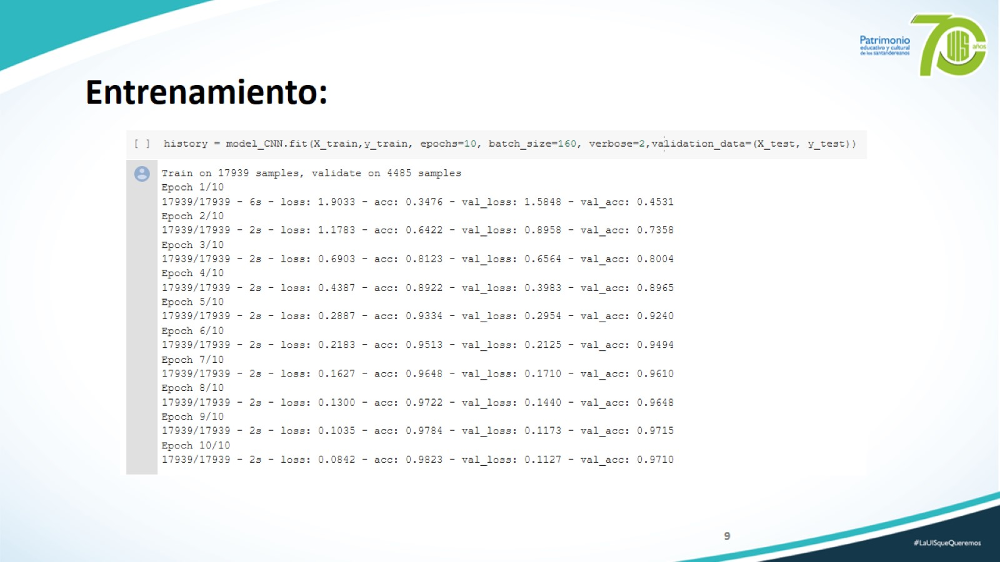 Patrimonio
educativo y cultural
de los santandereanos
70 UIS años
Entrenamiento:
[ ] history = model_CNN.fit(X_train,y_train, epochs=10, batch_size=160, verbose=2,validation_data=(X_test, y_test))
Train on 17939 samples, validate on 4485 samples
Epoch 1/10
17939/17939 - 6s - loss: 1.9033 - acc: 0.3476 - val_loss: 1.5848 - val_acc: 0.4531
Epoch 2/10
17939/17939 - 2s - loss: 1.1783 - acc: 0.6422 - val_loss: 0.8958 - val_acc: 0.7358
Epoch 3/10
17939/17939 - 2s - loss: 0.6903 - acc: 0.8123 - val_loss: 0.6564 - val_acc: 0.8004
Epoch 4/10
17939/17939 - 2s - loss: 0.4387 - acc: 0.8922 - val_loss: 0.3983 - val_acc: 0.8965
Epoch 5/10
17939/17939 - 2s - loss: 0.2887 - acc: 0.9334 - val_loss: 0.2954 - val_acc: 0.9240
Epoch 6/10
17939/17939 - 2s - loss: 0.2183 - acc: 0.9513 - val_loss: 0.2125 - val_acc: 0.9494
Epoch 7/10
17939/17939 - 2s - loss: 0.1627 - acc: 0.9648 - val_loss: 0.1710 - val_acc: 0.9610
Epoch 8/10
17939/17939 - 2s - loss: 0.1300 - acc: 0.9722 - val_loss: 0.1440 - val_acc: 0.9648
Epoch 9/10
17939/17939 - 2s - loss: 0.1035 - acc: 0.9784 - val_loss: 0.1173 - val_acc: 0.9715
Epoch 10/10
17939/17939 - 2s - loss: 0.0842 - acc: 0.9823 - val_loss: 0.1127 - val_acc: 0.9710
9
#LaUISqueQueremos